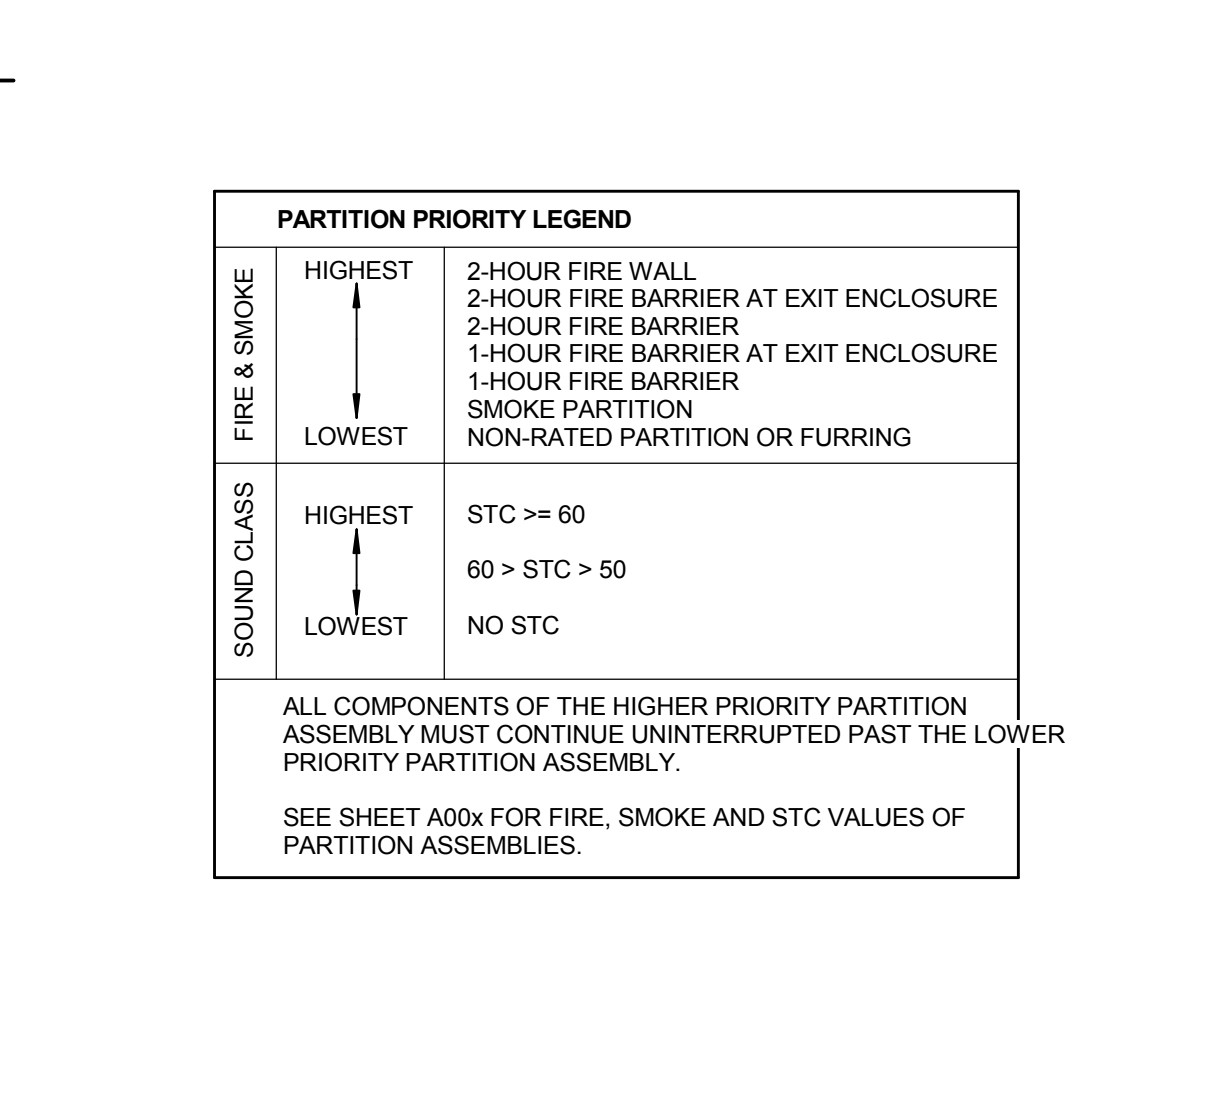 PARTITION PRIORITY LEGEND
FIRE & SMOKE
HIGHEST
LOWEST
2-HOUR FIRE WALL
2-HOUR FIRE BARRIER AT EXIT ENCLOSURE
2-HOUR FIRE BARRIER
1-HOUR FIRE BARRIER AT EXIT ENCLOSURE
1-HOUR FIRE BARRIER
SMOKE PARTITION
NON-RATED PARTITION OR FURRING
SOUND CLASS
HIGHEST
LOWEST
STC >= 60
60 > STC > 50
NO STC
ALL COMPONENTS OF THE HIGHER PRIORITY PARTITION
ASSEMBLY MUST CONTINUE UNINTERRUPTED PAST THE LOWER
PRIORITY PARTITION ASSEMBLY.
SEE SHEET A00x FOR FIRE, SMOKE AND STC VALUES OF
PARTITION ASSEMBLIES.